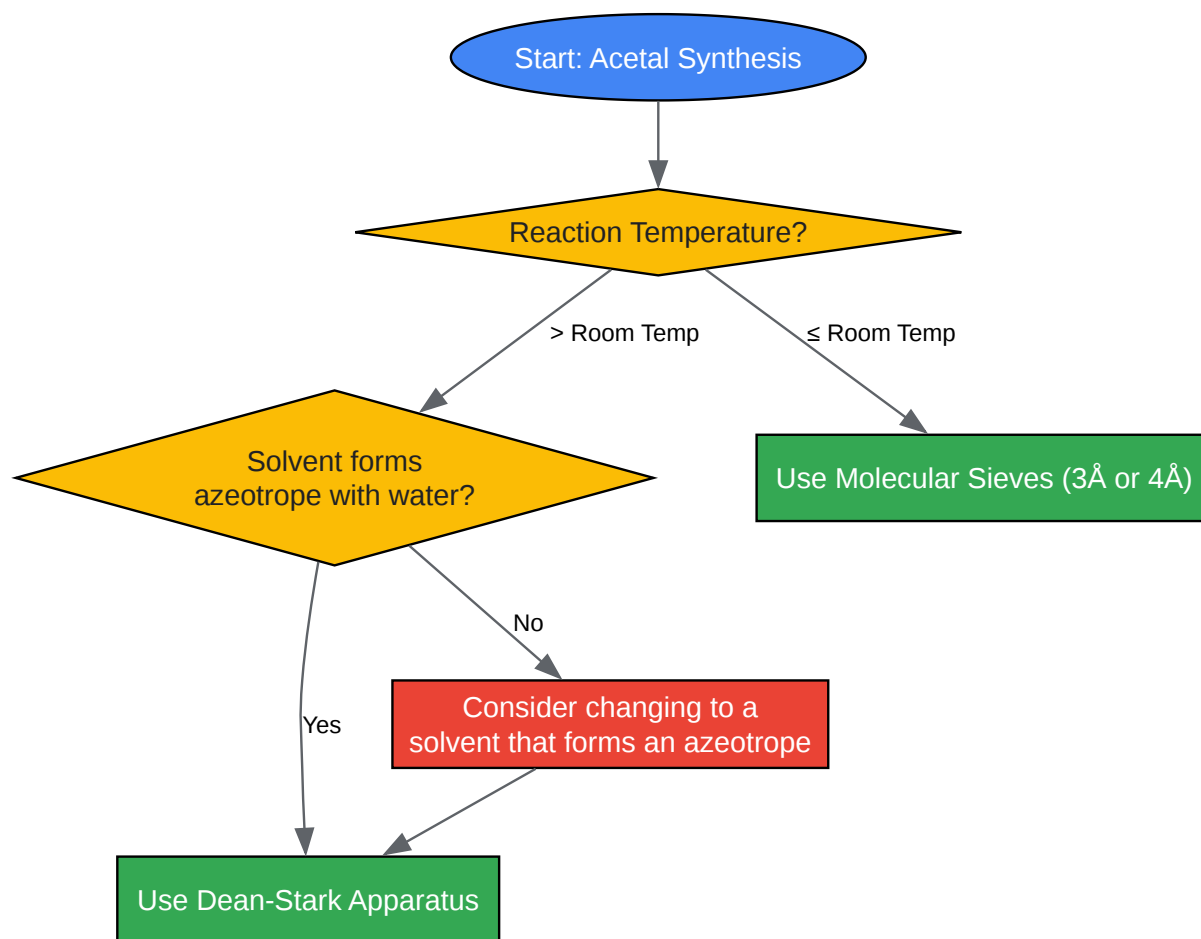 Start: Acetal Synthesis
Reaction Temperature?
> Room Temp
≤ Room Temp
Solvent forms
azeotrope with water?
Use Molecular Sieves (3Å or 4Å)
No
Yes
Consider changing to a
solvent that forms an azeotrope
Use Dean-Stark Apparatus